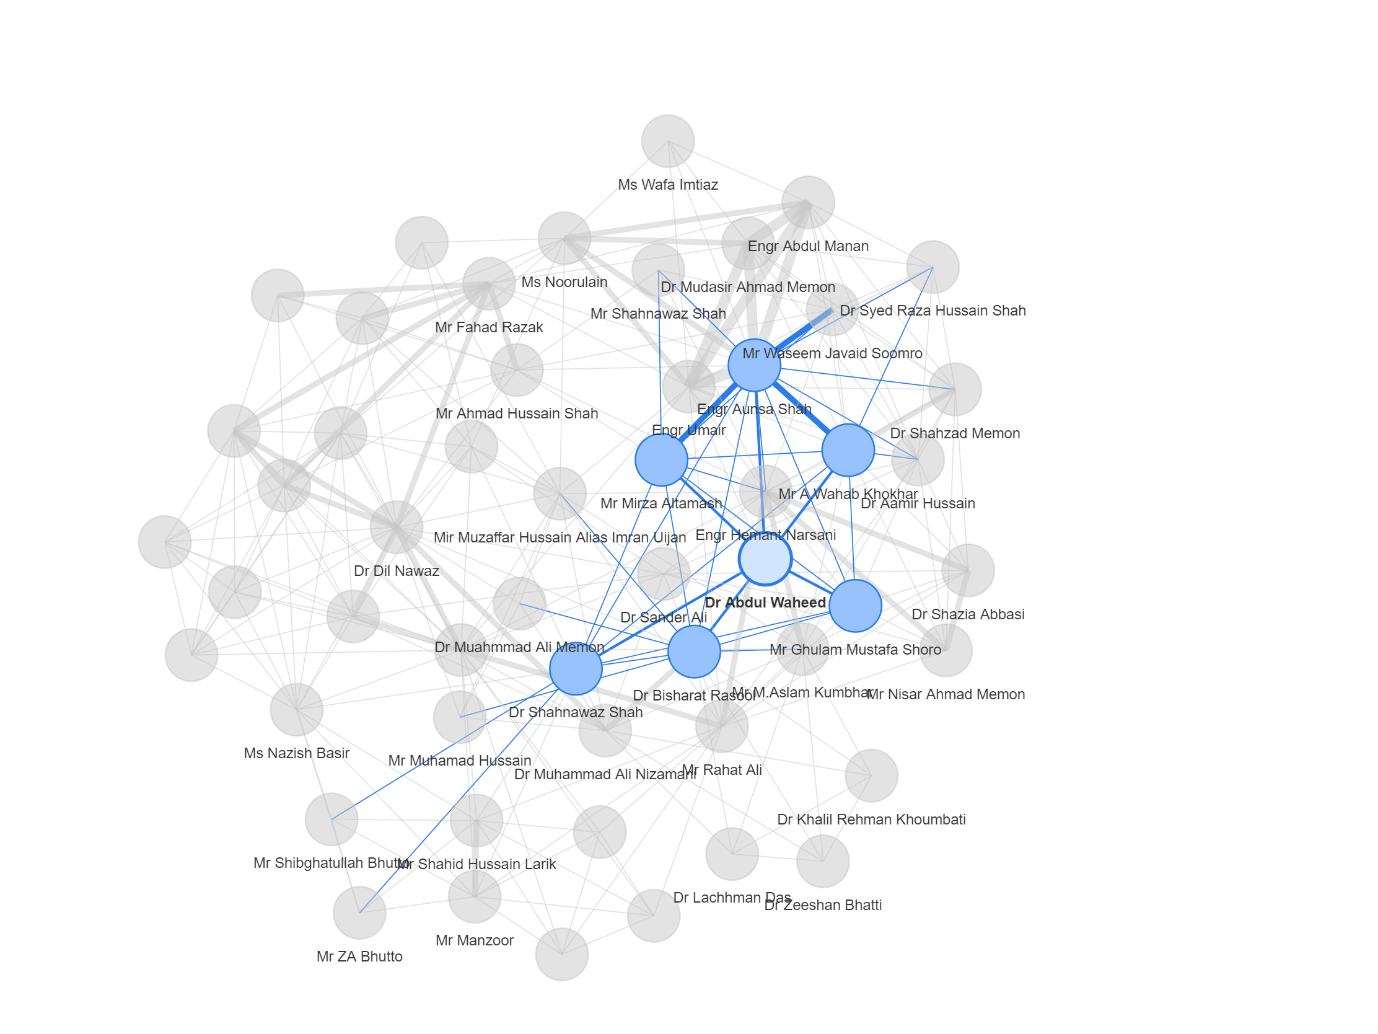 Ms Wafa Imtiaz
Engr Abdul Manan
Ms Noorulain
Dr Mudasir Ahmad Memon
Mr Shahnawaz Shah
Dr Syed Raza Hussain Shah
Mr Fahad Razak
Mr Waseem Javaid Soomro
Engr Aunsa Shah
Mr Ahmad Hussain Shah
Engr Umair
Dr Shahzad Memon
Mr A.Wahab Khokhar
Mr Mirza Altamash
Dr Aamir Hussain
Engr Hemant Narsani
Mir Muzaffar Hussain Alias Imran Ujjan
Dr Dil Nawaz
Dr Abdul Waheed
Dr Sander Ali
Dr Shazia Abbasi
Dr Muahmmad Ali Memon
Mr Ghulam Mustafa Shoro
Dr Bisharat Rasool
Mr M.Aslam Kumbhar
Mr Nisar Ahmad Memon
Dr Shahnawaz Shah
Ms Nazish Basir
Mr Muhamad Hussain
Dr Muhammad Ali Nizamani
Mr Rahat Ali
Dr Khalil Rehman Khoumbati
Mr Shibghatullah Bhutto
Mr Shahid Hussain Larik
Dr Lachhman Das
Dr Zeeshan Bhatti
Mr Manzoor
Mr ZA Bhutto